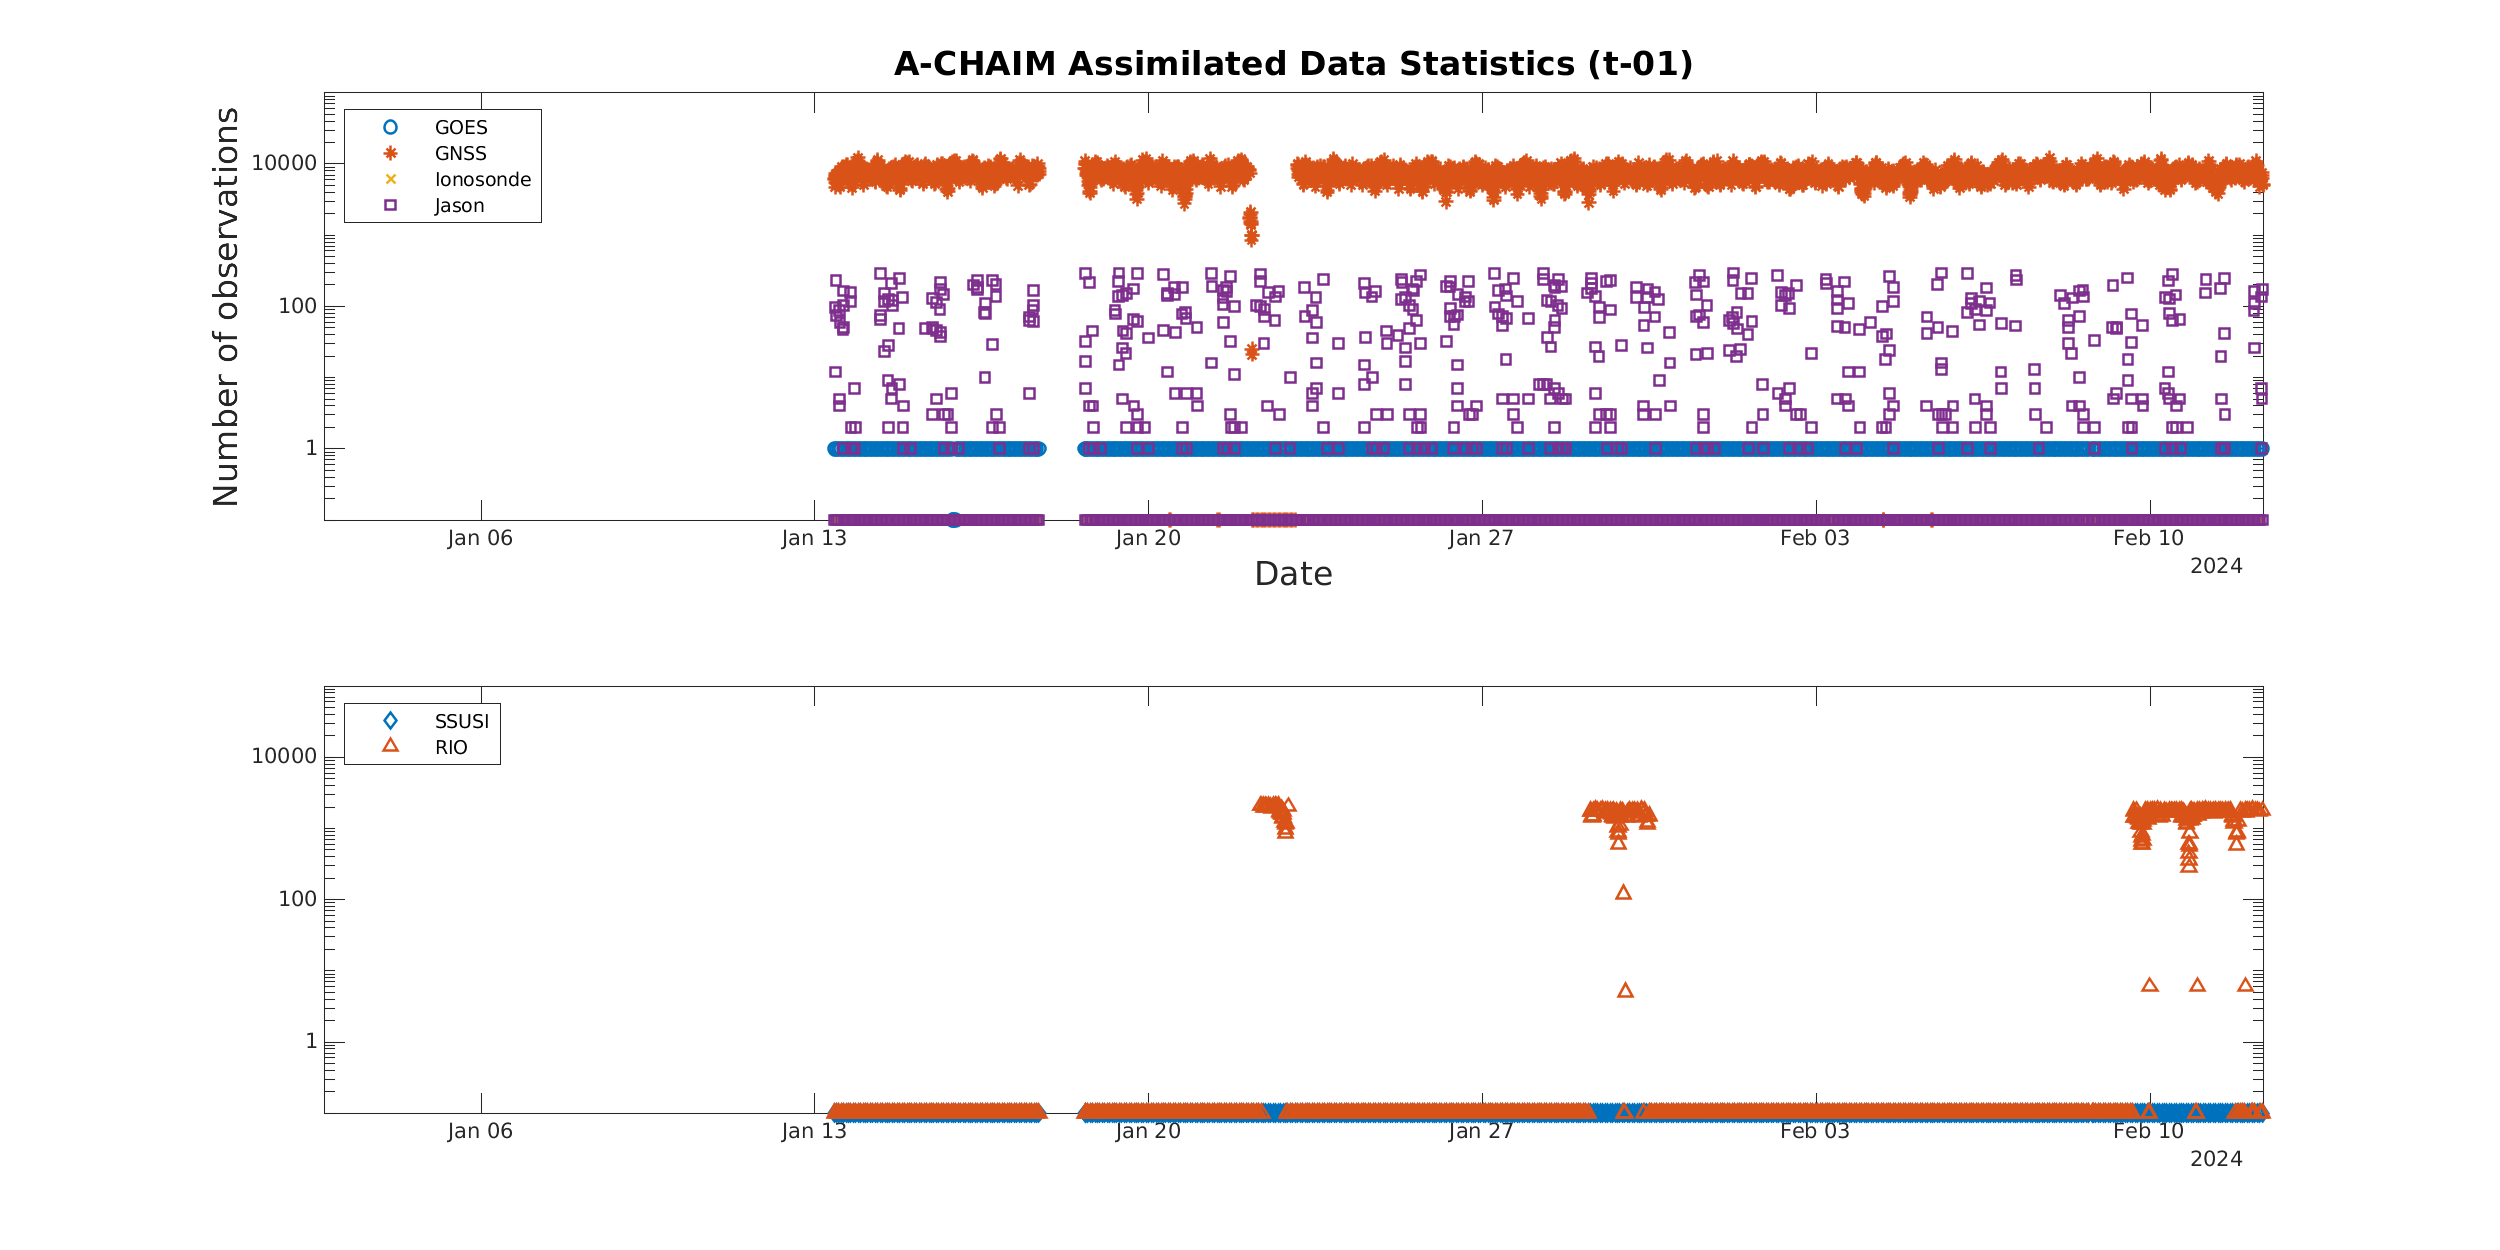 A-CHAIM Assimilated Data Statistics (t-01)
Number of observations
10000
100
1
GOES
GNSS
Ionosonde
Jason
Jan 06
Jan 13
Jan 20
Jan 27
Feb 03
Feb 10
2024
Date
10000
100
1
SSUSI
RIO
Jan 06
Jan 13
Jan 20
Jan 27
Feb 03
Feb 10
2024